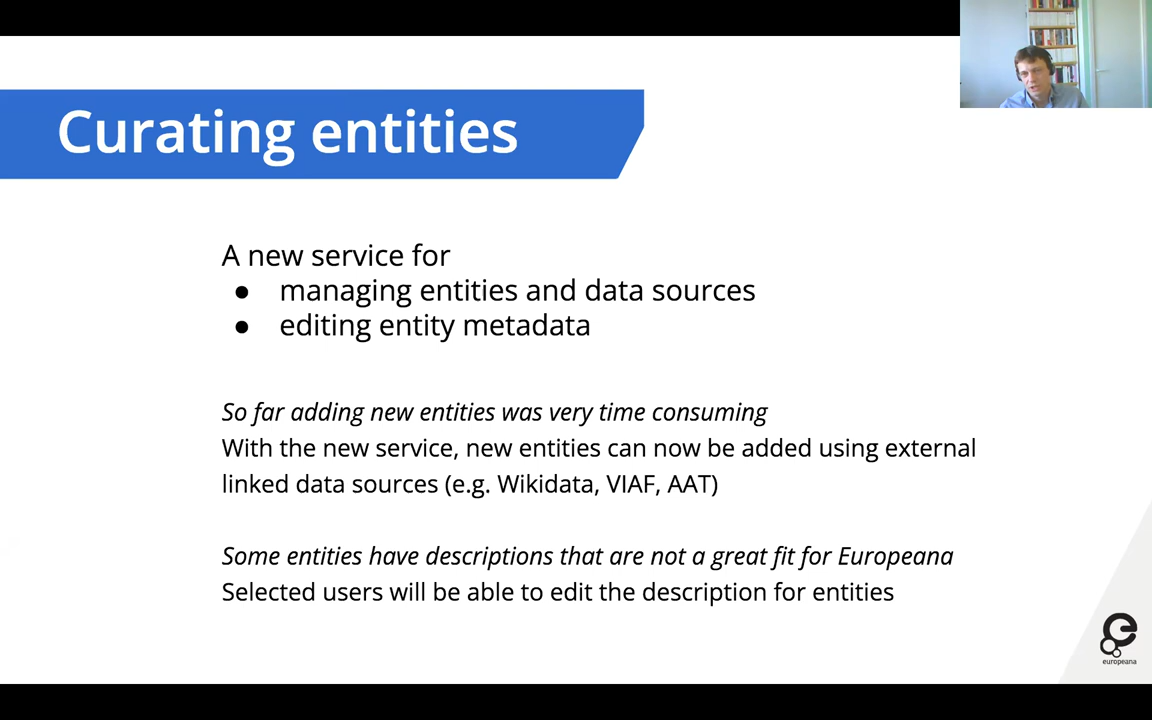 Curating entities
A new service for
● managing entities and data sources
● editing entity metadata
So far adding new entities was very time consuming
With the new service, new entities can now be added using external
linked data sources (e.g. Wikidata, VIAF, AAT)
Some entities have descriptions that are not a great fit for Europeana
Selected users will be able to edit the description for entities
europeana